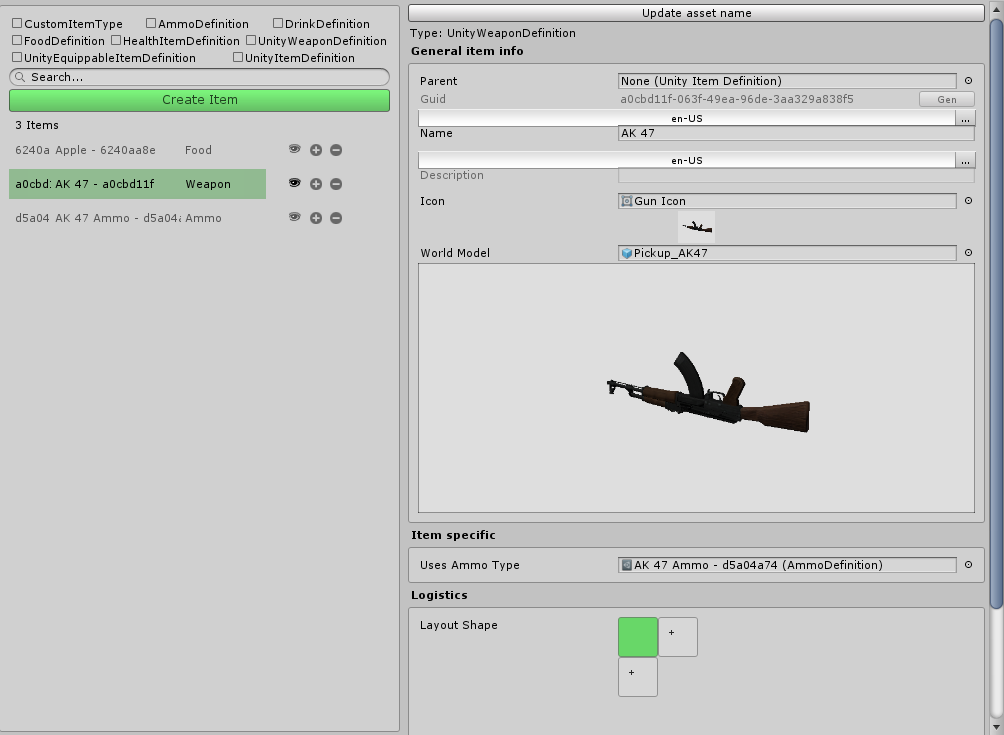 CustomItemType AmmoDefinition DrinkDefinition
FoodDefinition HealthItemDefinition UnityWeaponDefinition
UnityEquippableItemDefinition UnityItemDefinition
Search...
Create Item
3 Items
6240a Apple - 6240aa8e Food
a0cbd: AK 47 - a0cbd11f Weapon
d5a04 AK 47 Ammo - d5a04a Ammo
Update asset name
Type: UnityWeaponDefinition
General item info
Parent None (Unity Item Definition)
Guid a0cbd11f-063f-49ea-96de-3aa329a838f5 Gen
en-US ...
Name AK 47
en-US ...
Description
Icon Gun Icon
World Model Pickup_AK47
Item specific
Uses Ammo Type AK 47 Ammo - d5a04a74 (AmmoDefinition)
Logistics
Layout Shape +
+